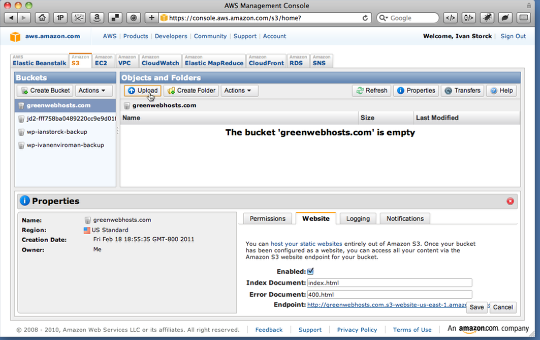 AWS Management Console
https://console.aws.amazon.com/s3/home?
Google
aws.amazon.com
AWS | Products | Developers | Community | Support | Account
Welcome, Ivan Storck | Sign Out
AWS Elastic Beanstalk
Amazon S3
Amazon EC2
Amazon VPC
Amazon CloudWatch
Amazon Elastic MapReduce
Amazon CloudFront
Amazon RDS
Amazon SNS
Buckets
Objects and Folders
Create Bucket Actions
Upload Create Folder Actions Refresh Properties Transfers Help
greenwebhosts.com
jd2-fff758ba0489220cc9e9d01
wp-ianstorck-backup
wp-ivanenviroman-backup
greenwebhosts.com
Name Size Last Modified
The bucket 'greenwebhosts.com' is empty
Properties
Name: greenwebhosts.com
Region: US Standard
Creation Date: Fri Feb 18 18:55:35 GMT-800 2011
Owner: Me
Permissions Website Logging Notifications
You can host your static websites entirely out of Amazon S3. Once your bucket
has been configured as a website, you can access all your content via the
Amazon S3 website endpoint for your bucket.
Enabled:
Index Document: index.html
Error Document: 400.html
Endpoint: http://greenwebhosts.com.s3-website-us-east-1.amazo
Save Cancel
© 2008 - 2010, Amazon Web Services LLC or its affiliates. All right reserved. | Feedback | Support | Privacy Policy | Terms of Use | An amazon.com company